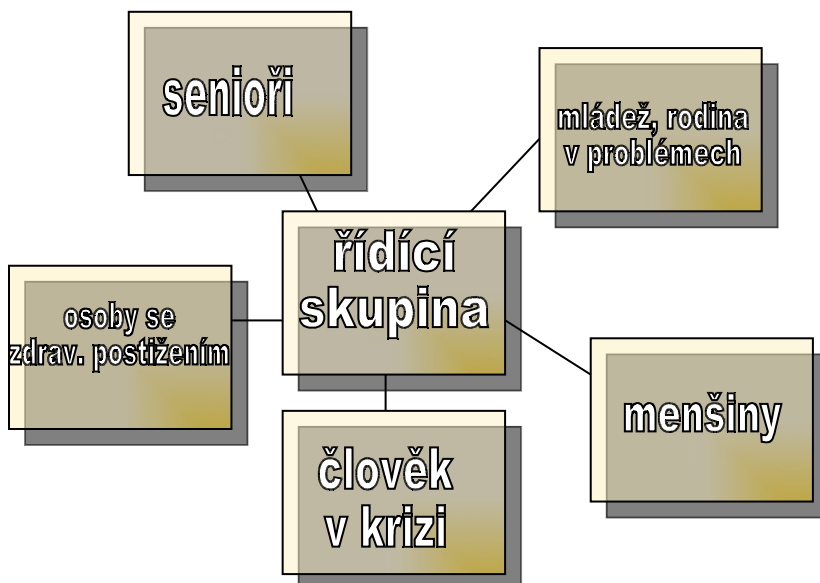 senioři
mládež, rodina
v problémech
řídící
skupina
osoby se
zdrav. postižením
menšiny
člověk
v krizi